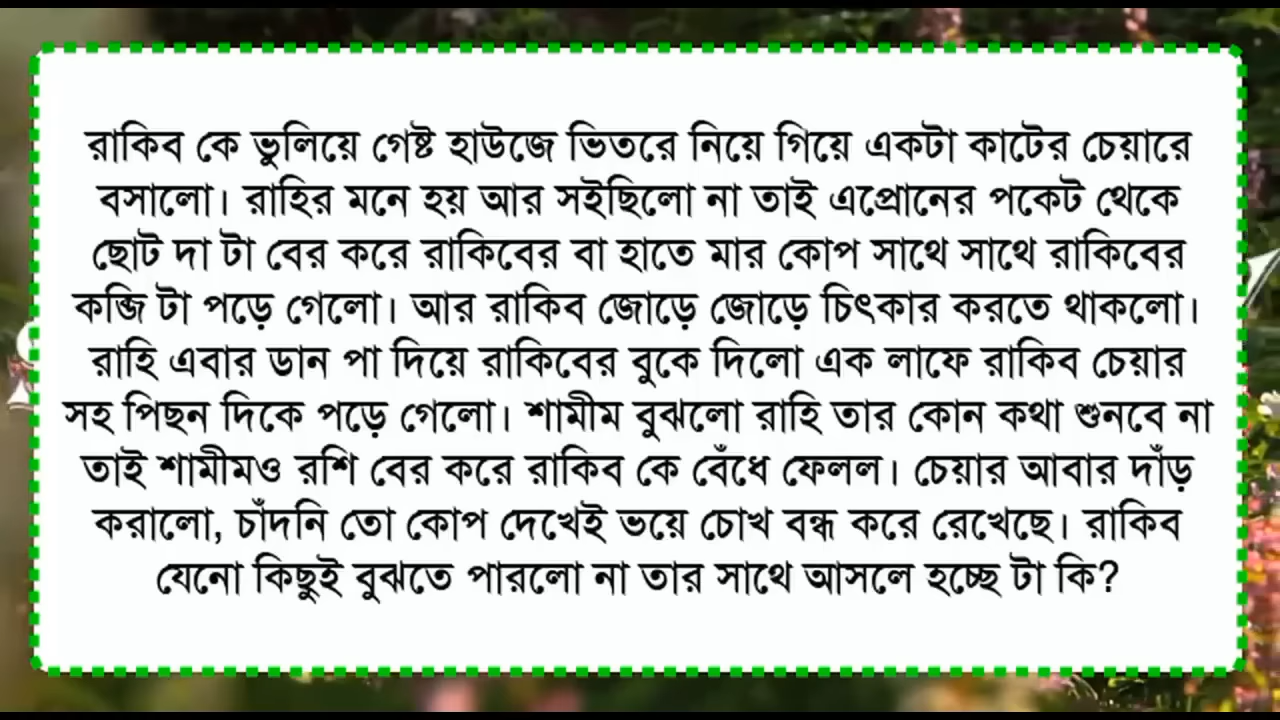 রাকিব কে ভুলিয়ে গেষ্ট হাউজে ভিতরে নিয়ে গিয়ে একটা কাটের চেয়ারে
বসালো। রাহির মনে হয় আর সইছিলো না তাই এপ্রোনের পকেট থেকে
ছোট দা টা বের করে রাকিবের বা হাতে মার কোপ সাথে সাথে রাকিবের
কব্জি টা পড়ে গেলো। আর রাকিব জোড়ে জোড়ে চিৎকার করতে থাকলো।
রাহি এবার ডান পা দিয়ে রাকিবের বুকে দিলো এক লাফে রাকিব চেয়ার
সহ পিছন দিকে পড়ে গেলো। শামীম বুঝলো রাহি তার কোন কথা শুনবে না
তাই শামীমও রশি বের করে রাকিব কে বেঁধে ফেলল। চেয়ার আবার দাঁড়
করালো, চাঁদনি তো কোপ দেখেই ভয়ে চোখ বন্ধ করে রেখেছে। রাকিব
যেনো কিছুই বুঝতে পারলো না তার সাথে আসলে হচ্ছে টা কি?